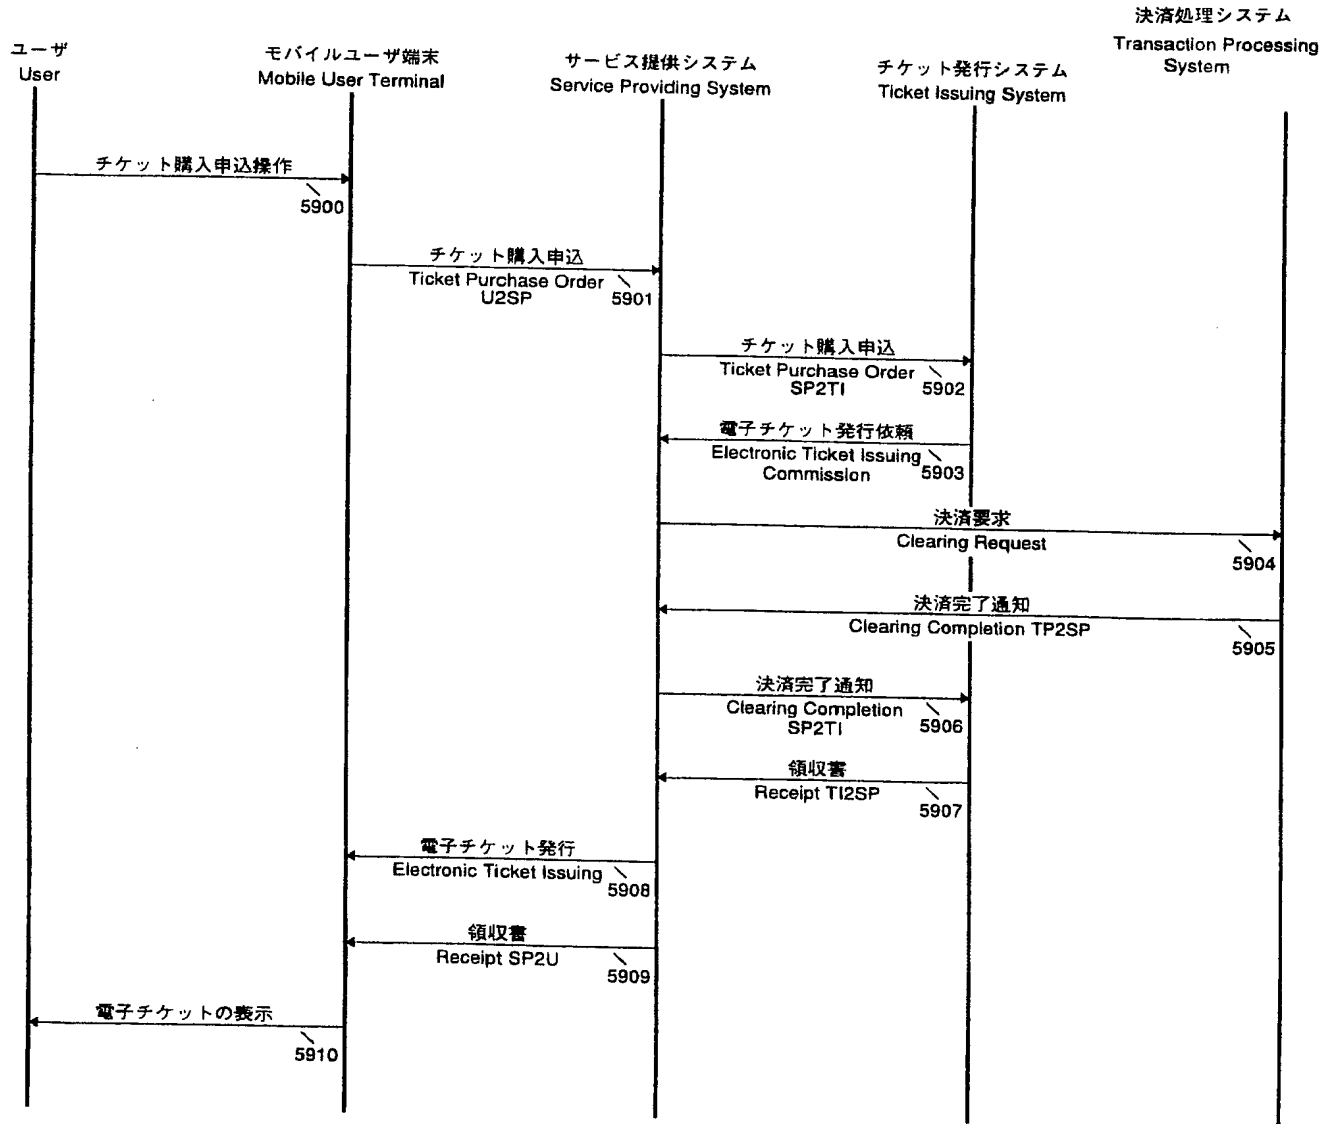 決済処理システム
Transaction Processing
System
ユーザ
User
モバイルユーザ端末
Mobile User Terminal
サービス提供システム
Service Providing System
チケット発行システム
Ticket Issuing System
チケット購入申込操作
5900
チケット購入申込
Ticket Purchase Order
U2SP
5901
チケット購入申込
Ticket Purchase Order
SP2TI
5902
電子チケット発行依頼
Electronic Ticket Issuing
Commission
5903
決済要求
Clearing Request
5904
決済完了通知
Clearing Completion TP2SP
5905
決済完了通知
Clearing Completion
SP2TI
5906
領収書
Receipt TI2SP
5907
電子チケット発行
Electronic Ticket Issuing
5908
領収書
Receipt SP2U
5909
電子チケットの表示
5910